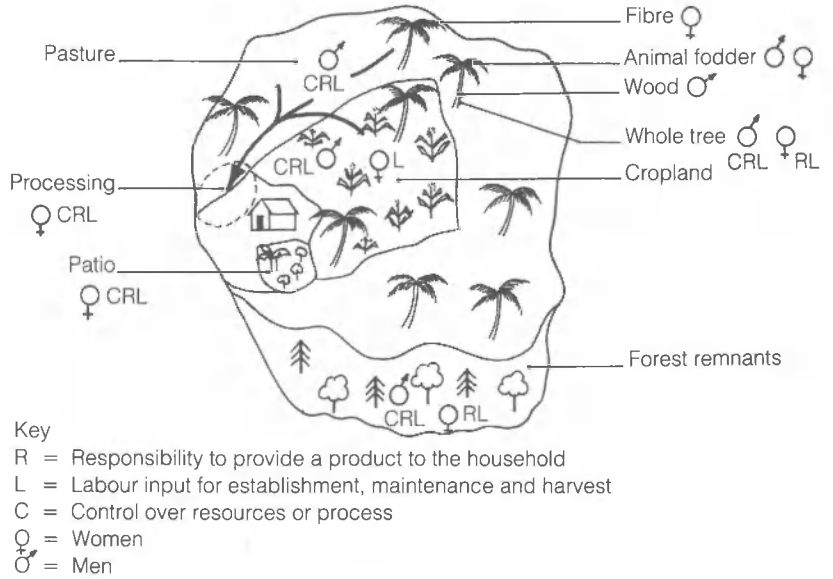 Fibre ♀
Pasture
♂
CRL
Animal fodder ♂ ♀
Wood ♂
Whole tree ♂ ♀
CRL RL
CRL ♂ ♀ L
Cropland
Processing
♀ CRL
Patio
♀ CRL
Forest remnants
♂ ♀ RL
CRL
Key
R = Responsibility to provide a product to the household
L = Labour input for establishment, maintenance and harvest
C = Control over resources or process
♀ = Women
♂ = Men